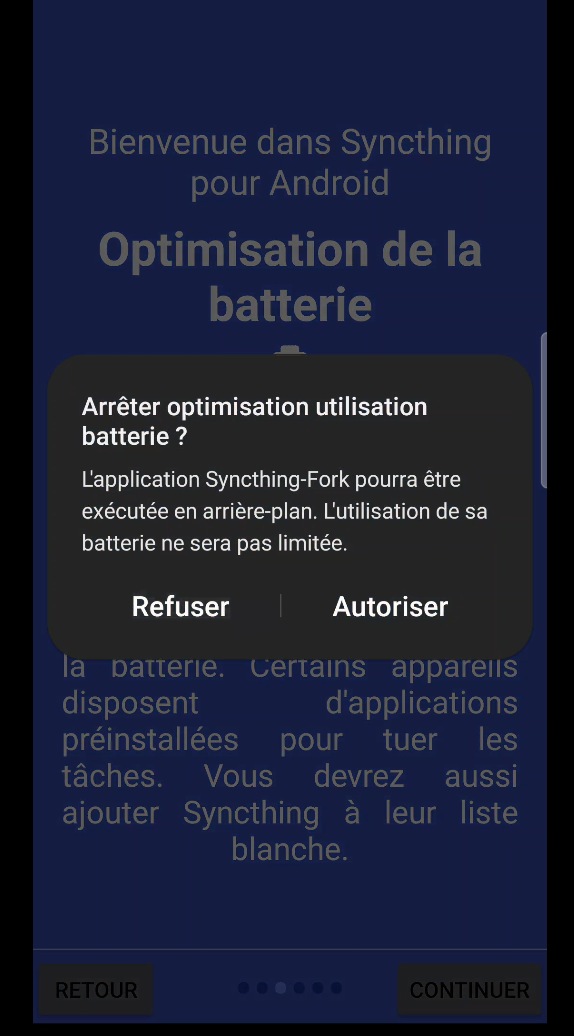 Bienvenue dans Syncthing
pour Android
Optimisation de la
batterie
Arrêter optimisation utilisation
batterie ?
L'application Syncthing-Fork pourra être
exécutée en arrière-plan. L'utilisation de sa
batterie ne sera pas limitée.
Refuser
Autoriser
la batterie. Certains appareils
disposent d'applications
préinstallées pour tuer les
tâches. Vous devrez aussi
ajouter Syncthing à leur liste
blanche.
RETOUR
CONTINUER